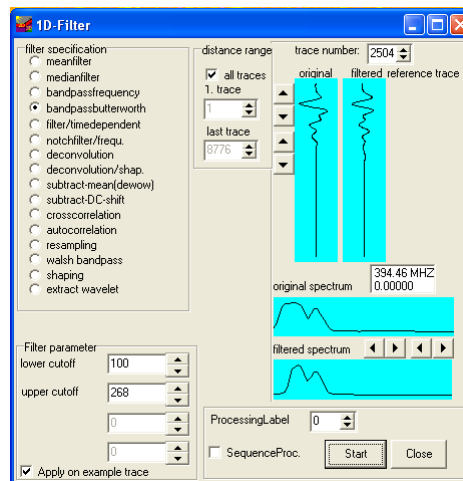 1D-Filter
filter specification
meanfilter
medianfilter
bandpassfrequency
bandpassbutterworth
filter/timedependent
notchfilter/frequ.
deconvolution
deconvolution/shap.
subtract-mean(dewow)
subtract-DC-shift
crosscorrelation
autocorrelation
resampling
walsh bandpass
shaping
extract wavelet
distance range
all traces
1. trace
1
last trace
8776
trace number: 2504
original filtered reference trace
394.46 MHZ
0.00000
original spectrum
filtered spectrum
Filter parameter
lower cutoff 100
upper cutoff 268
0
0
Apply on example trace
ProcessingLabel 0
SequenceProc.
Start
Close